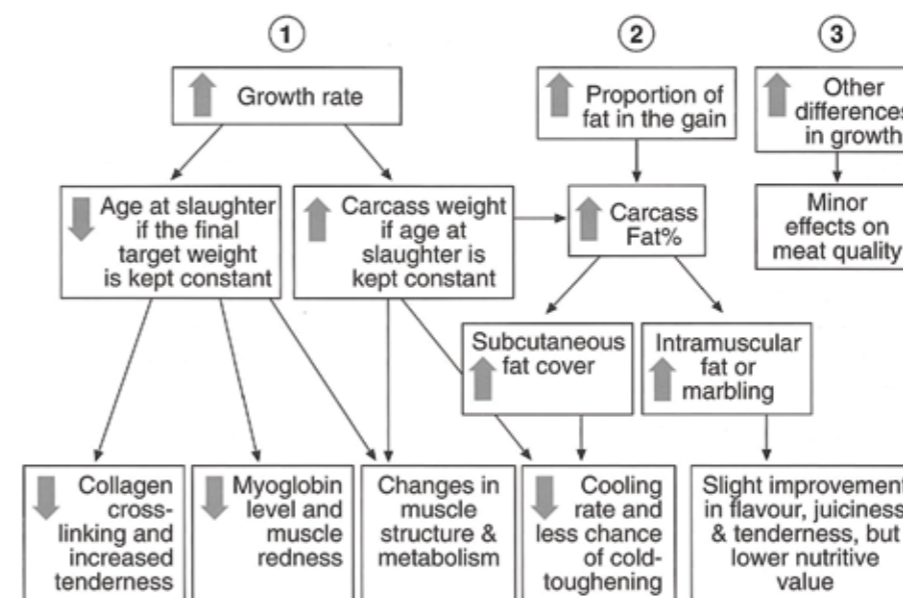 1
2
3
Growth rate
Proportion of
fat in the gain
Other
differences
in growth
Age at slaughter
if the final
target weight
is kept constant
Carcass weight
if age at
slaughter is
kept constant
Carcass
Fat%
Minor
effects on
meat quality
Subcutaneous
fat cover
Intramuscular
fat or
marbling
Collagen
cross-
linking and
increased
tenderness
Myoglobin
level and
muscle
redness
Changes in
muscle
structure &
metabolism
Cooling
rate and
less chance
of cold-
toughening
Slight improvement
in flavour, juiciness
& tenderness, but
lower nutritive
value